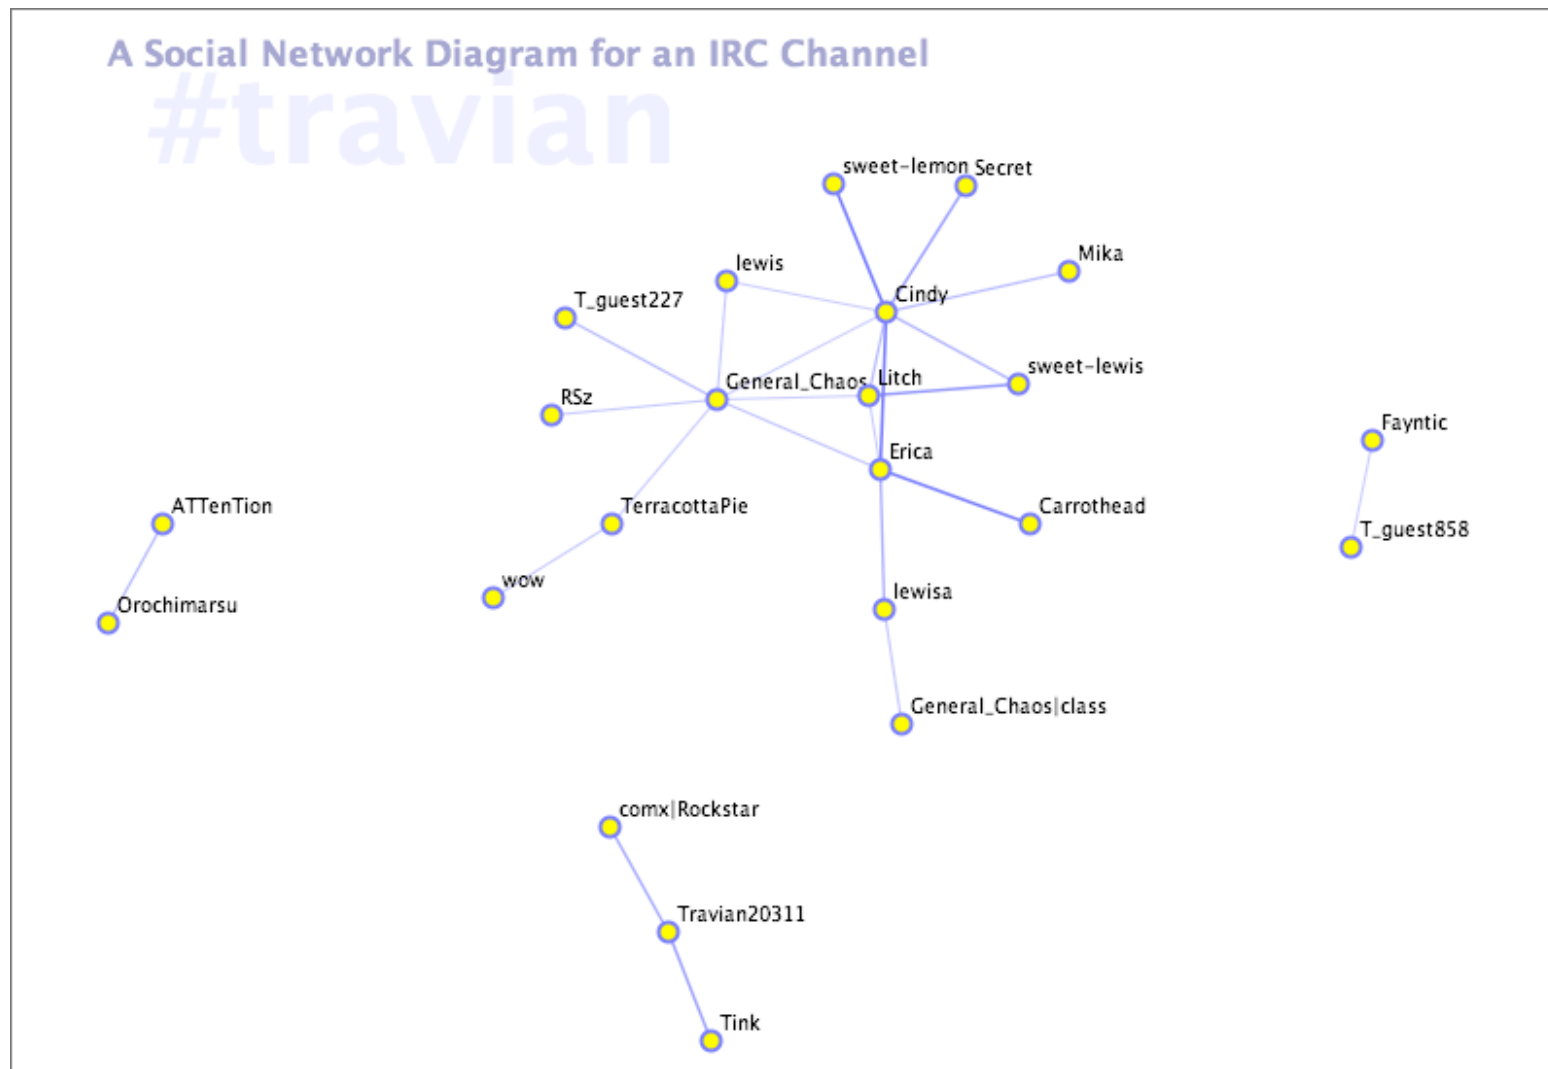 A Social Network Diagram for an IRC Channel
#travian
sweet-lemon
Secret
Mika
lewis
Cindy
T_guest227
sweet-lewis
General_Chaos
Litch
RSz
Fayntic
Erica
ATTenTion
TerracottaPie
Carrothead
T_guest858
wow
lewisa
Orochimarsu
General_Chaos|class
comx|Rockstar
Travian20311
Tink